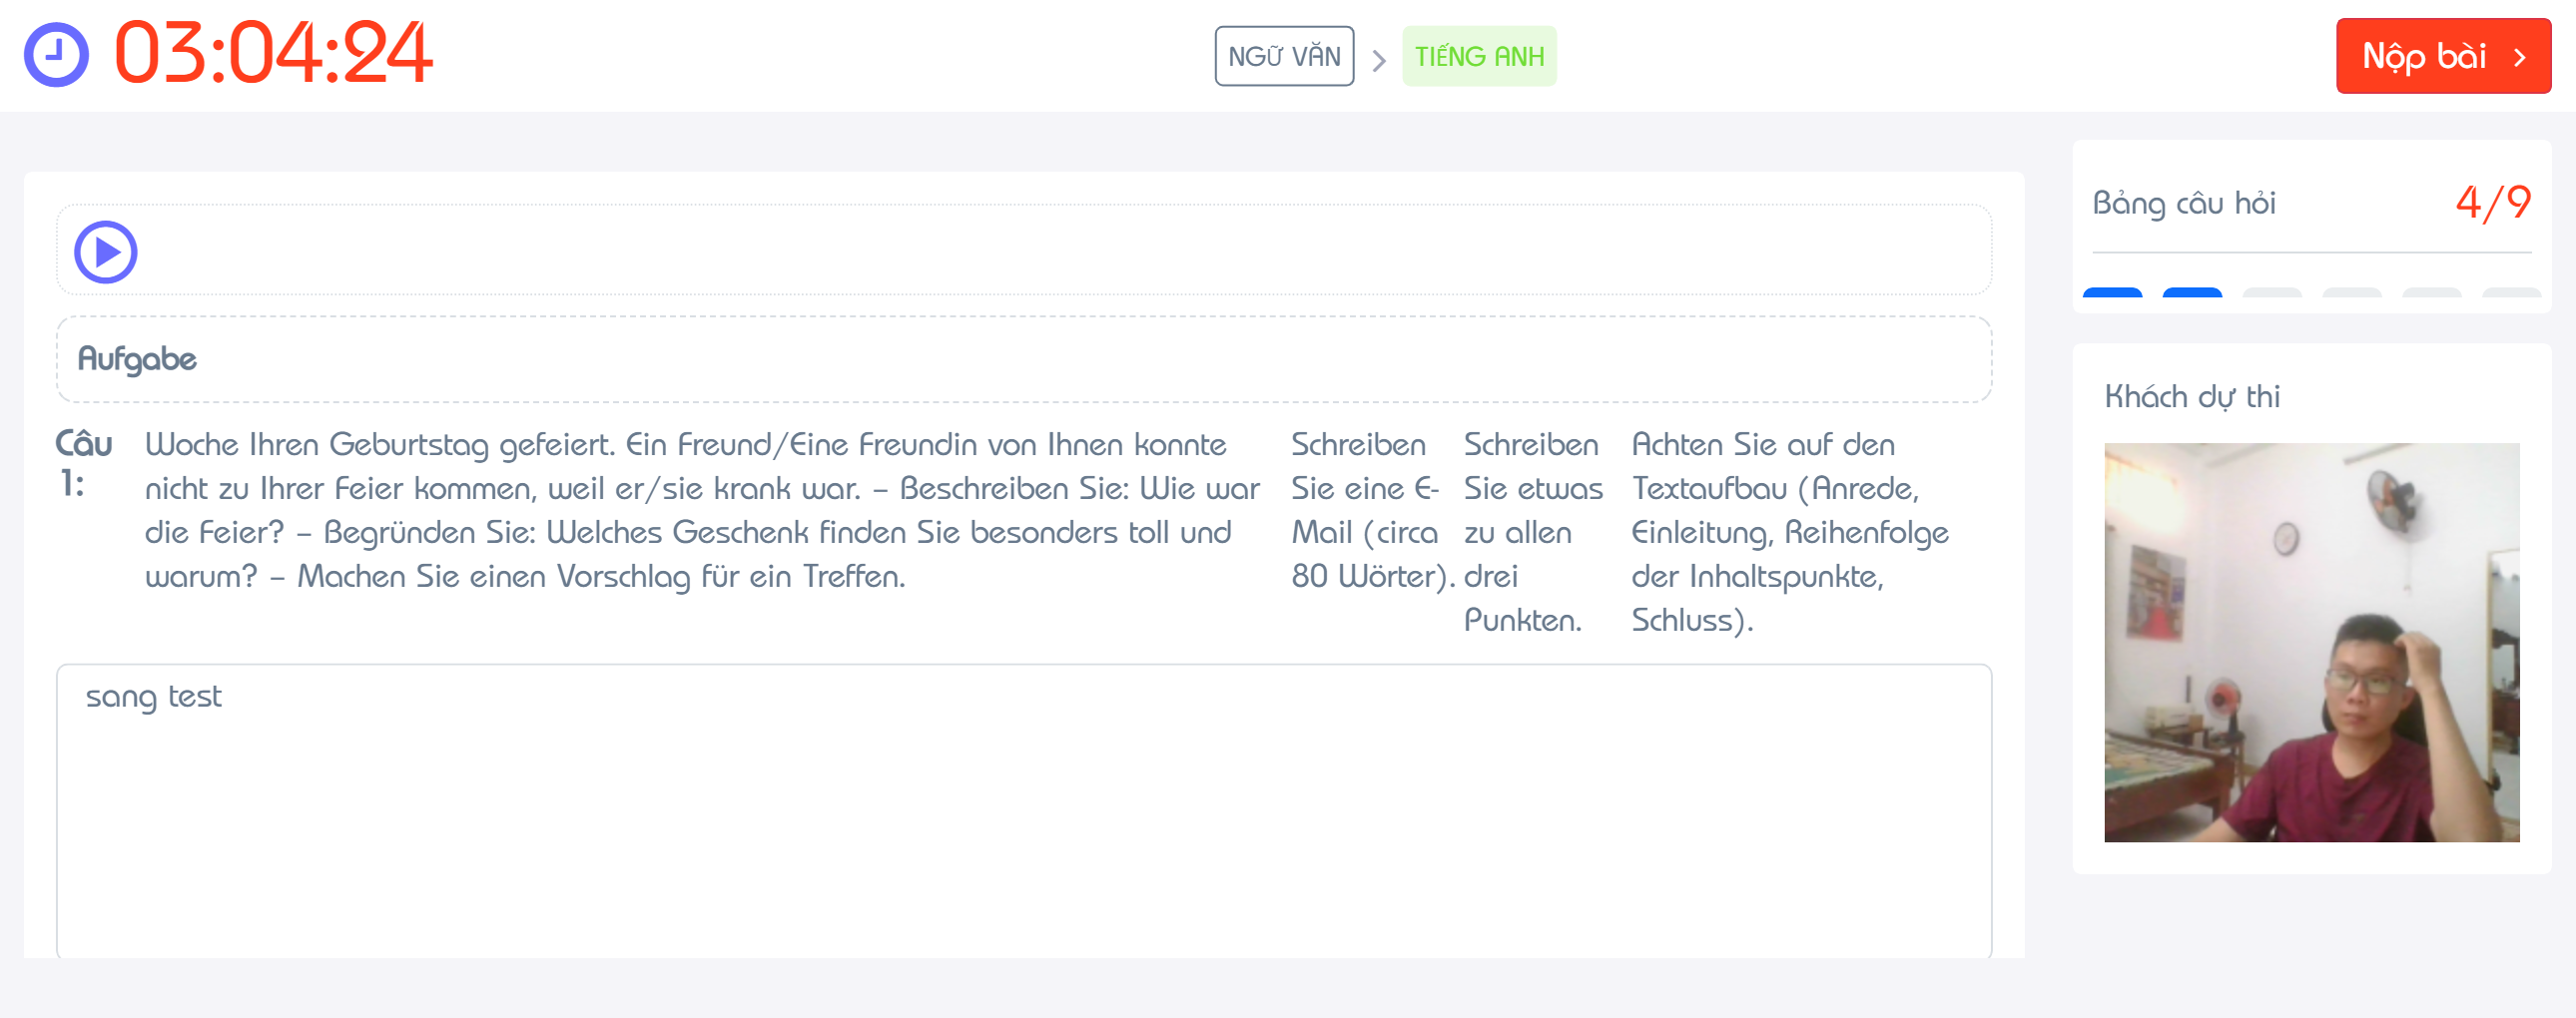 03:04:24
NGỮ VĂN
TIẾNG ANH
Nộp bài
Aufgabe
Câu 1:
Woche Ihren Geburtstag gefeiert. Ein Freund/Eine Freundin von Ihnen konnte
nicht zu Ihrer Feier kommen, weil er/sie krank war. – Beschreiben Sie: Wie war
die Feier? – Begründen Sie: Welches Geschenk finden Sie besonders toll und
warum? – Machen Sie einen Vorschlag für ein Treffen.
Schreiben
Sie eine E-
Mail (circa
80 Wörter).
Schreiben
Sie etwas
zu allen
drei
Punkten.
Achten Sie auf den
Textaufbau (Anrede,
Einleitung, Reihenfolge
der Inhaltspunkte,
Schluss).
sang test
Bảng câu hỏi
4/9
Khách dự thi